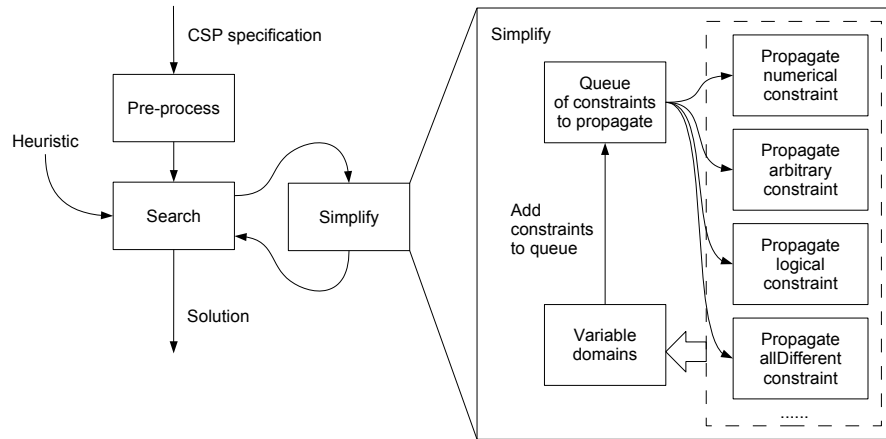 CSP specification
Pre-process
Heuristic
Search
Simplify
Solution
Simplify
Queue
of constraints
to propagate
Add
constraints
to queue
Variable
domains
Propagate
numerical
constraint
Propagate
arbitrary
constraint
Propagate
logical
constraint
Propagate
allDifferent
constraint
......